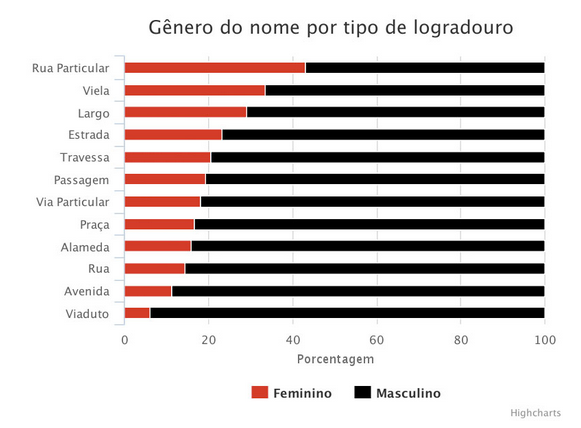 Gênero do nome por tipo de logradouro
Rua Particular
Viela
Largo
Estrada
Travessa
Passagem
Via Particular
Praça
Alameda
Rua
Avenida
Viaduto
0 20 40 60 80 100
Porcentagem
Feminino Masculino
Highcharts